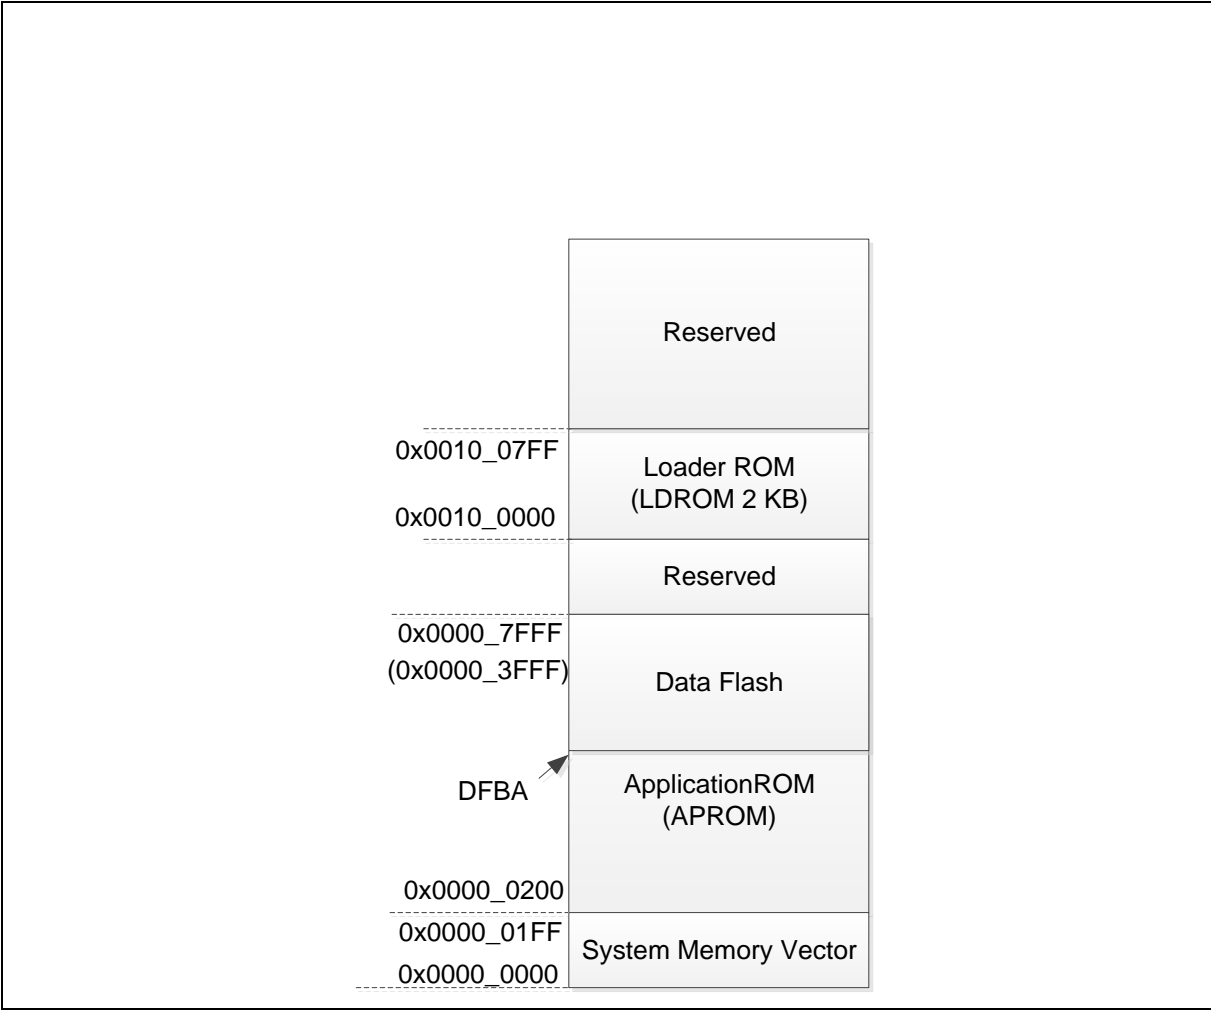 Reserved
0x0010_07FF
Loader ROM
(LDROM 2 KB)
0x0010_0000
Reserved
0x0000_7FFF
(0x0000_3FFF)
Data Flash
DFBA
ApplicationROM
(APROM)
0x0000_0200
0x0000_01FF
System Memory Vector
0x0000_0000